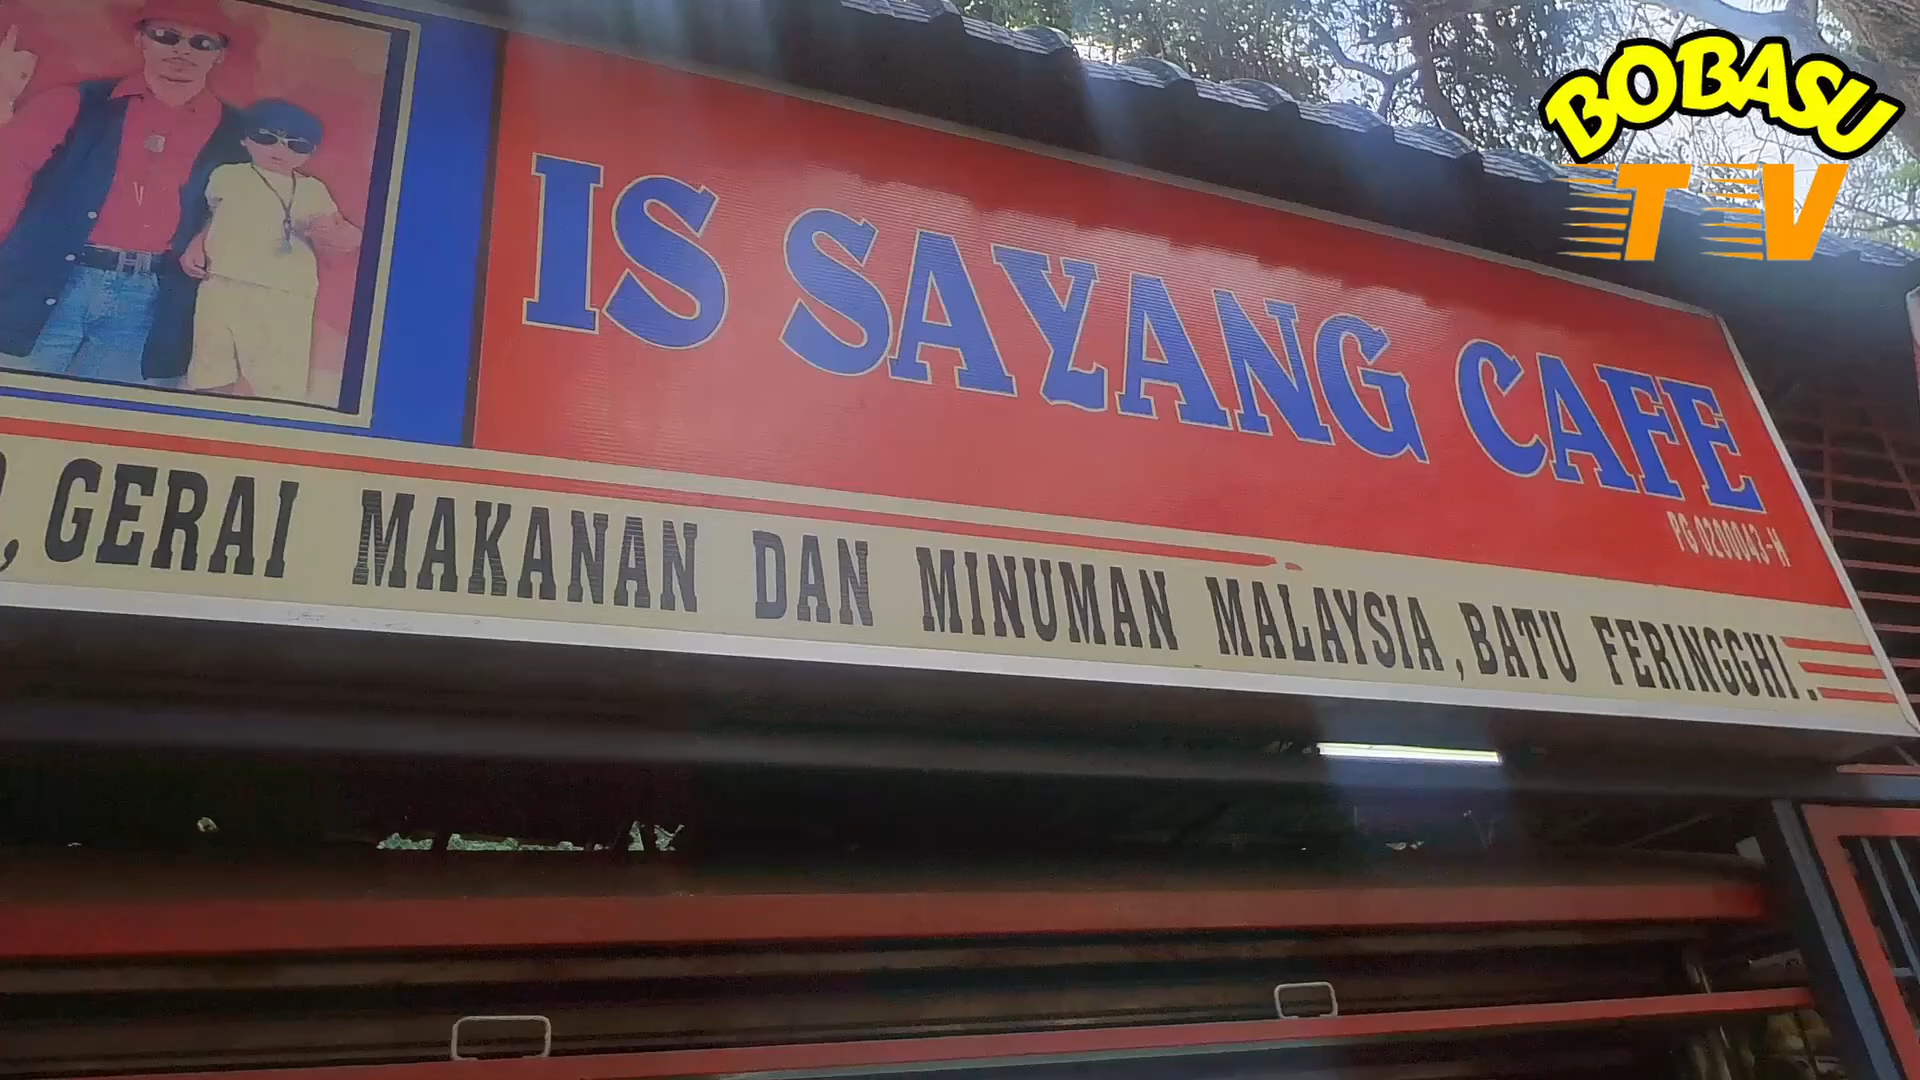 BOBASU
TV
IS SAYANG CAFE
PG 0200043-H
, GERAI MAKANAN DAN MINUMAN MALAYSIA, BATU FERINGGHI.